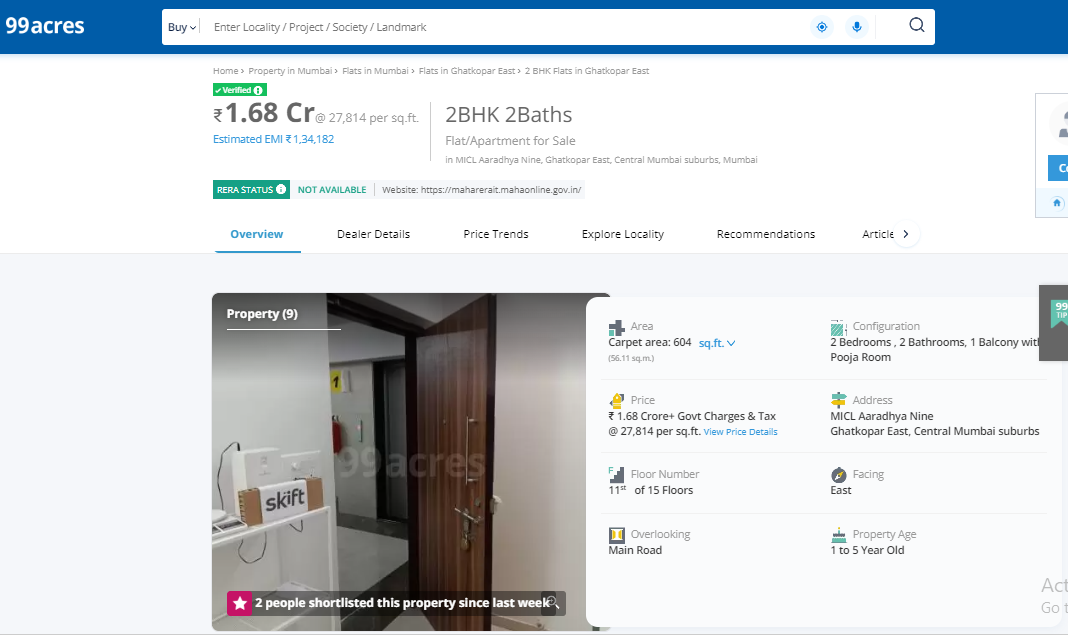 99acres
Buy Enter Locality / Project / Society / Landmark
Home › Property in Mumbai › Flats in Mumbai › Flats in Ghatkopar East › 2 BHK Flats in Ghatkopar East
Verified
₹1.68 Cr @ 27,814 per sq.ft.
Estimated EMI ₹1,34,182
2BHK 2Baths
Flat/Apartment for Sale
in MICL Aaradhya Nine, Ghatkopar East, Central Mumbai suburbs, Mumbai
RERA STATUS NOT AVAILABLE Website: https://maharerait.mahaonline.gov.in/
Overview Dealer Details Price Trends Explore Locality Recommendations Article
Property (9)
1
99acres
skift
2 people shortlisted this property since last week
Area
Carpet area: 604 sq.ft.
(56.11 sq.m.)
Configuration
2 Bedrooms , 2 Bathrooms, 1 Balcony with
Pooja Room
Price
₹ 1.68 Crore+ Govt Charges & Tax
@ 27,814 per sq.ft. View Price Details
Address
MICL Aaradhya Nine
Ghatkopar East, Central Mumbai suburbs
Floor Number
11st of 15 Floors
Facing
East
Overlooking
Main Road
Property Age
1 to 5 Year Old
99
TIP
Act
Go t